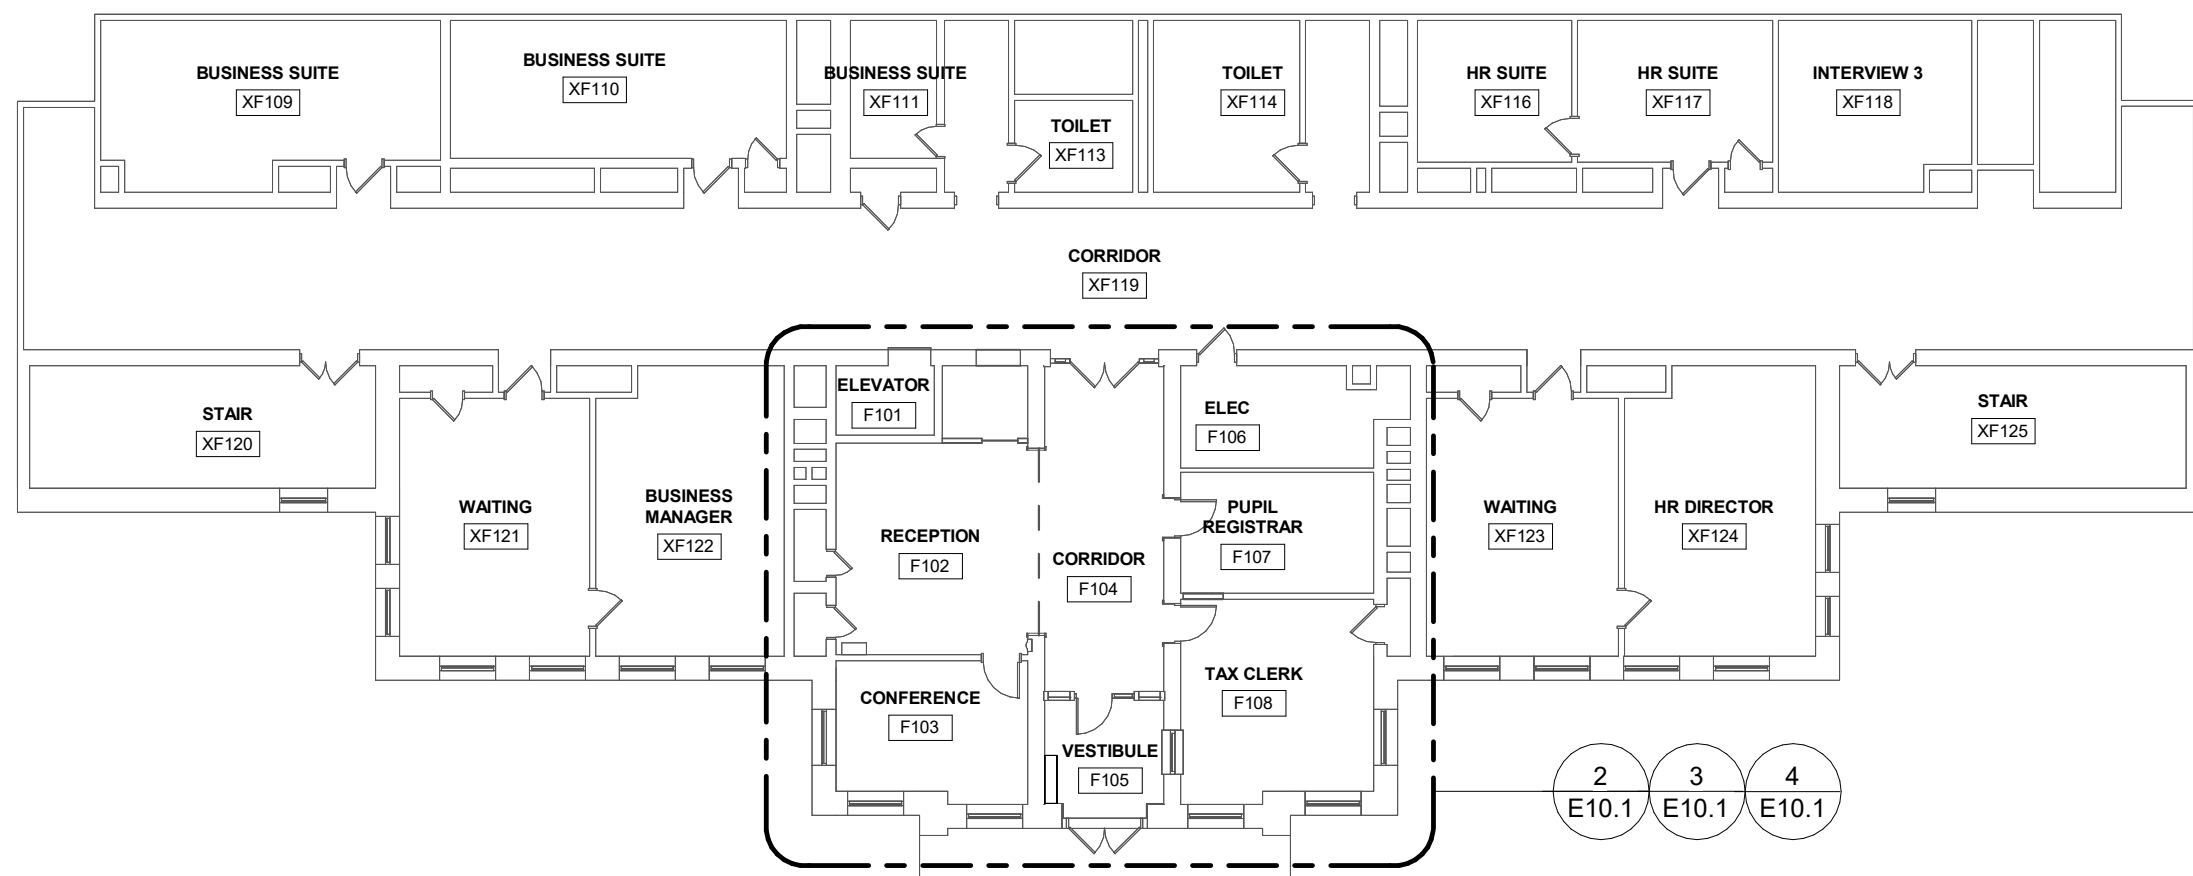 BUSINESS SUITE
XF109
BUSINESS SUITE
XF110
BUSINESS SUITE
XF111
TOILET
XF113
TOILET
XF114
HR SUITE
XF116
HR SUITE
XF117
INTERVIEW 3
XF118
CORRIDOR
XF119
STAIR
XF120
WAITING
XF121
BUSINESS
MANAGER
XF122
ELEVATOR
F101
RECEPTION
F102
CONFERENCE
F103
CORRIDOR
F104
VESTIBULE
F105
ELEC
F106
PUPIL
REGISTRAR
F107
TAX CLERK
F108
WAITING
XF123
HR DIRECTOR
XF124
STAIR
XF125
2
E10.1
3
E10.1
4
E10.1